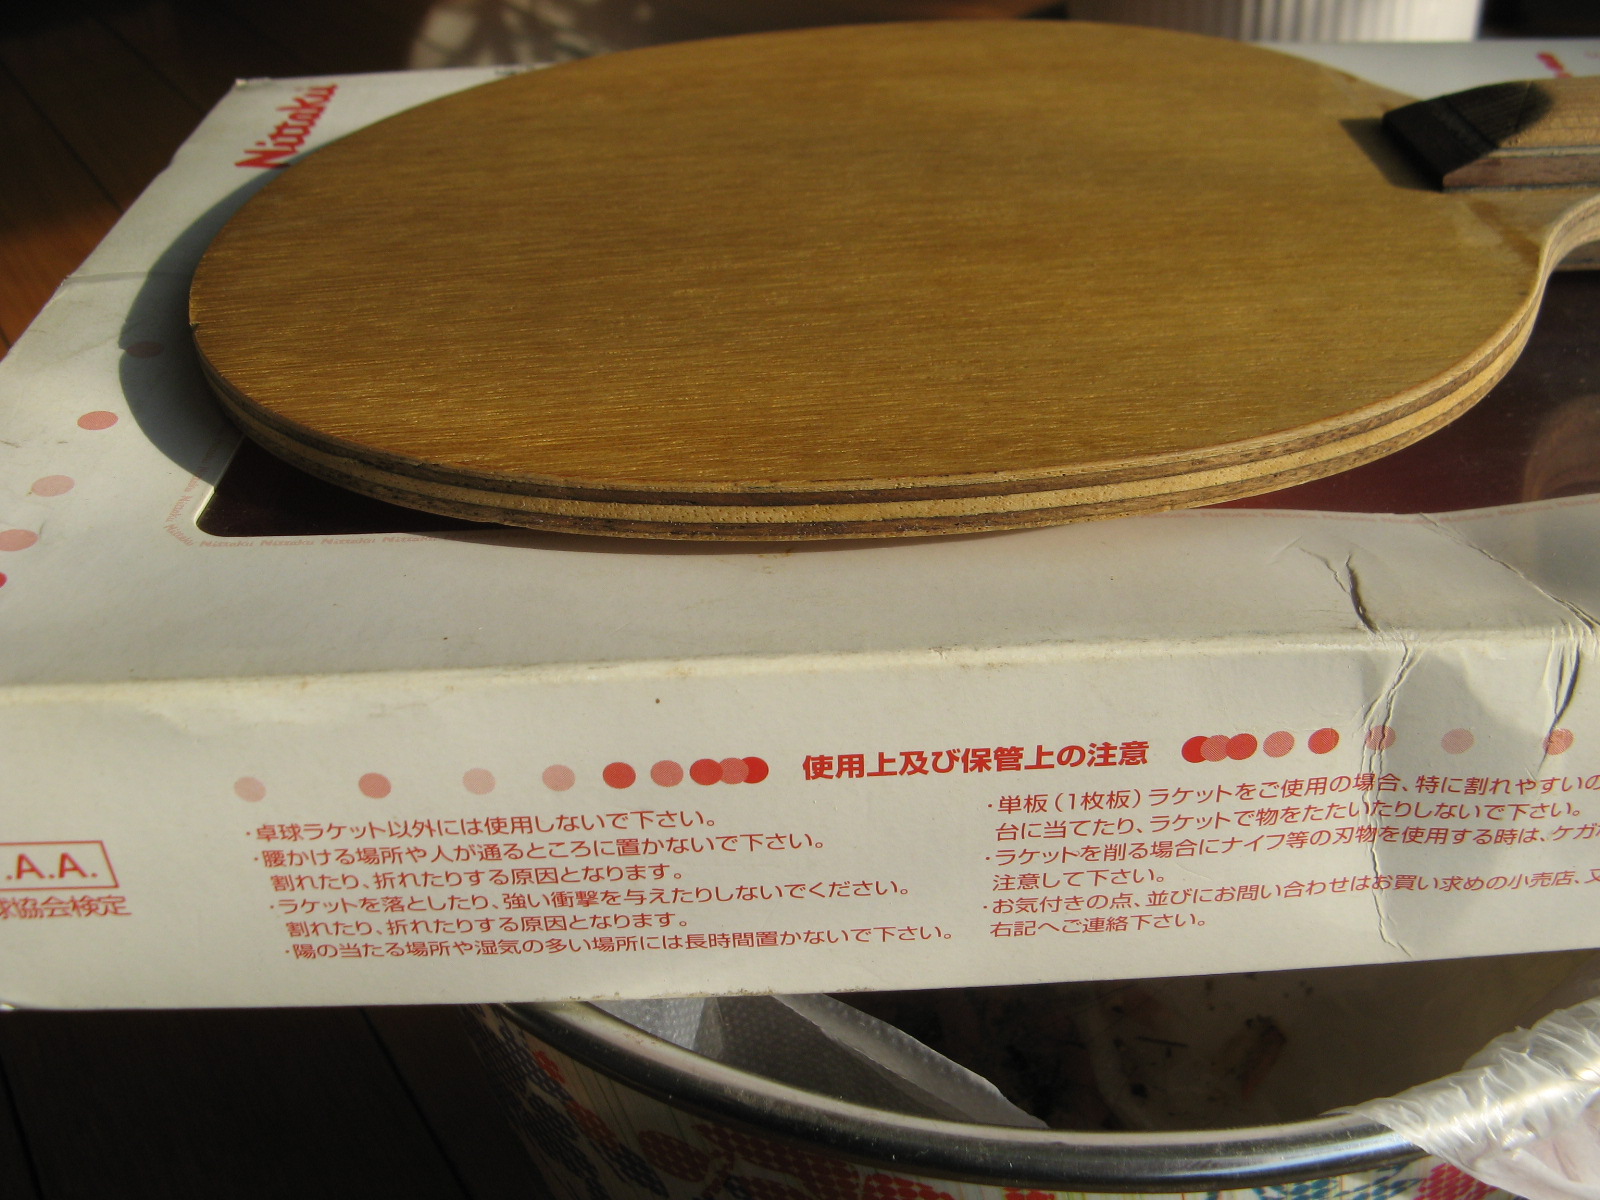 Nittaku
Nittaku Nittaku Nittaku Nittaku
使用上及び保管上の注意
・卓球ラケット以外には使用しないで下さい。
・腰かける場所や人が通るところに置かないで下さい。
割れたり、折れたりする原因となります。
・ラケットを落としたり、強い衝撃を与えたりしないでください。
割れたり、折れたりする原因となります。
・陽の当たる場所や湿気の多い場所には長時間置かないで下さい。
・単板(1枚板)ラケットをご使用の場合、特に割れやすいの
台に当てたり、ラケットで物をたたいたりしないで下さい。
・ラケットを削る場合にナイフ等の刃物を使用する時は、ケガ
注意して下さい。
・お気付きの点、並びにお問い合わせはお買い求めの小売店、又
右記へご連絡下さい。
.A.A.
球協会検定